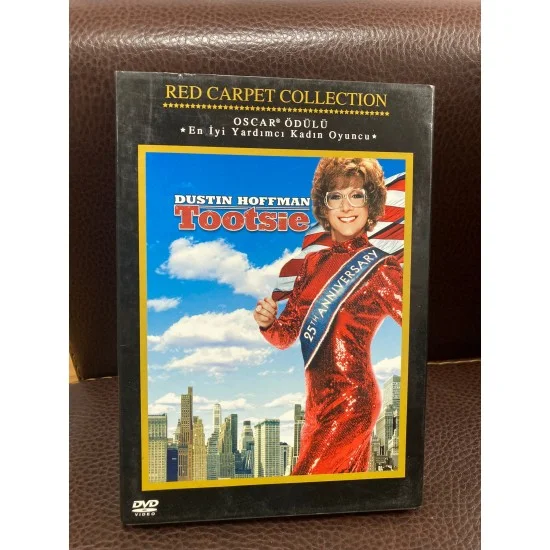 RED CARPET COLLECTION
OSCAR® ÖDÜLÜ
★ En İyi Yardımcı Kadın Oyuncu ★
DUSTIN HOFFMAN
Tootsie
25TH ANNIVERSARY
DVD
VIDEO